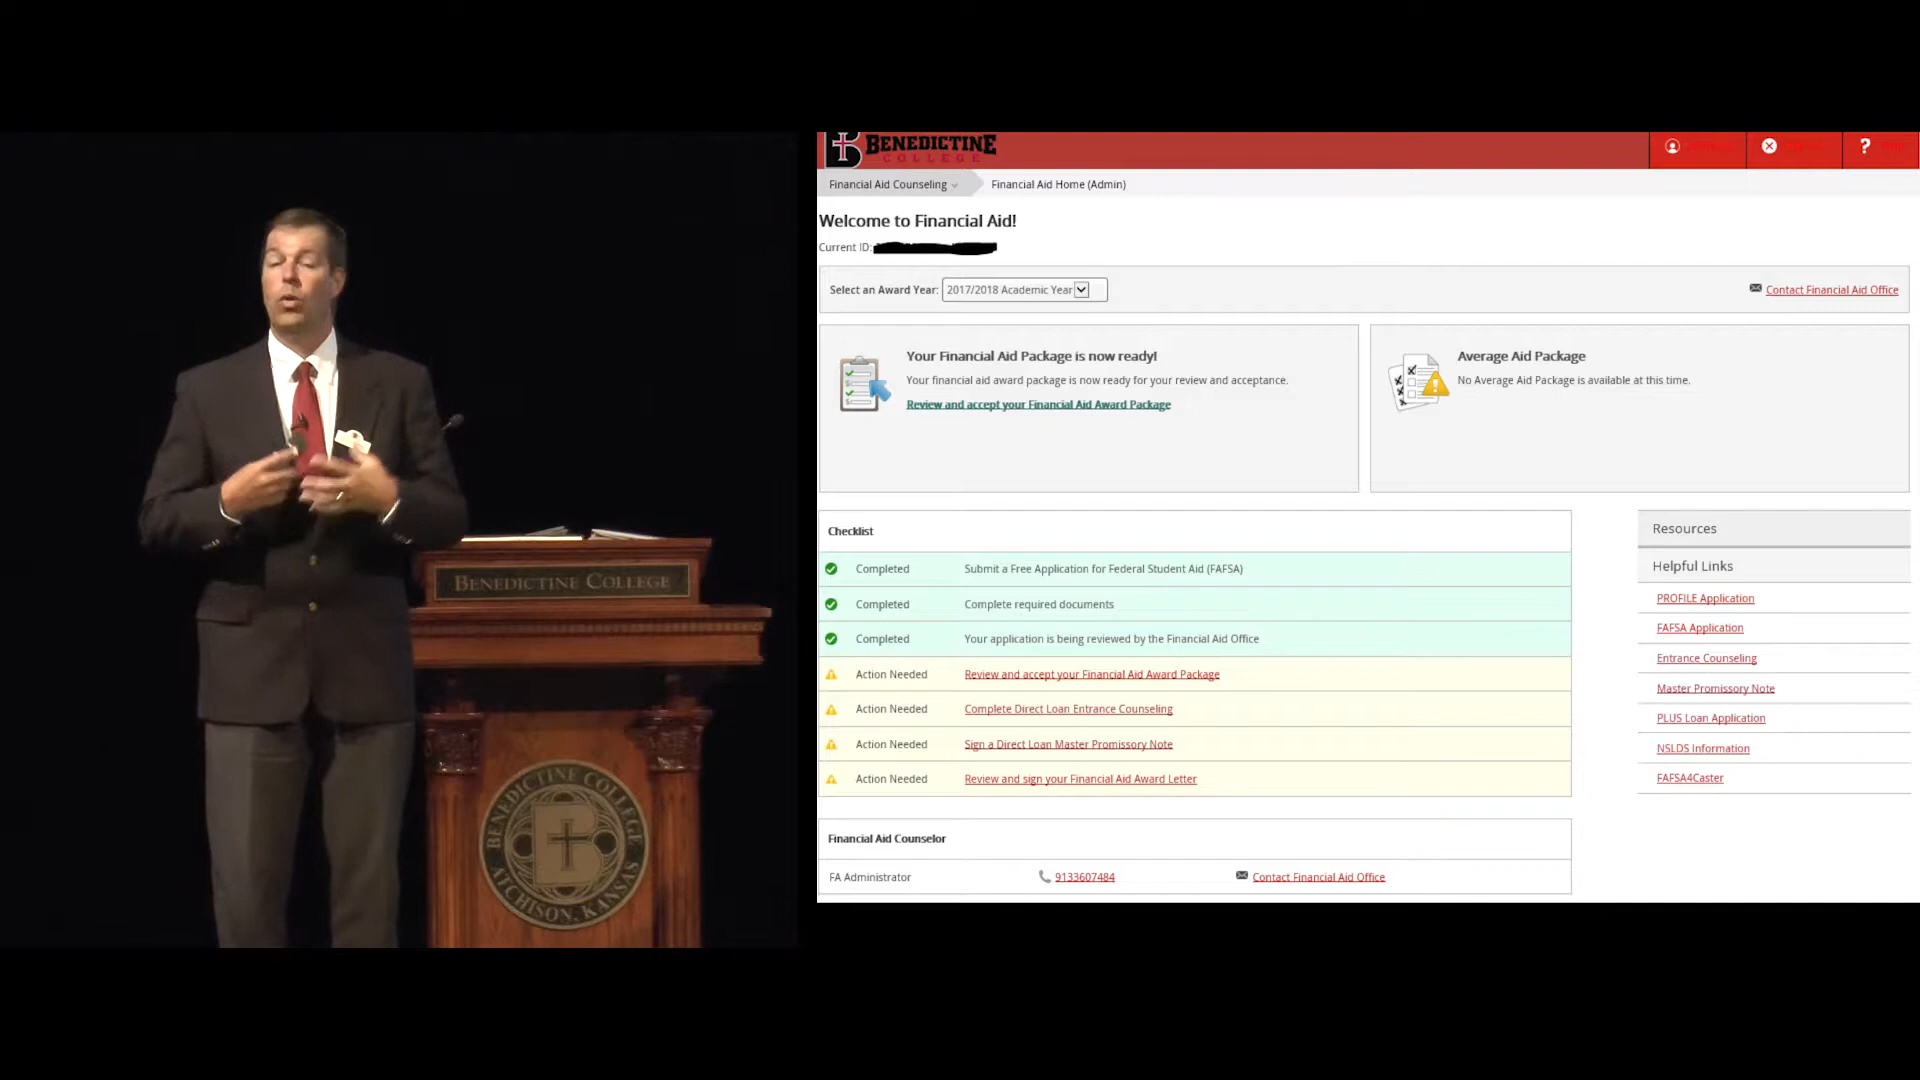 BENEDICTINE COLLEGE
BENEDICTINE COLLEGE
ATCHISON, KANSAS
BENEDICTINE
COLLEGE
?
Financial Aid Counseling
Financial Aid Home (Admin)
Welcome to Financial Aid!
Current ID:
Select an Award Year: 2017/2018 Academic Year
Contact Financial Aid Office
Your Financial Aid Package is now ready!
Your financial aid award package is now ready for your review and acceptance.
Review and accept your Financial Aid Award Package
Average Aid Package
No Average Aid Package is available at this time.
Checklist
Completed Submit a Free Application for Federal Student Aid (FAFSA)
Completed Complete required documents
Completed Your application is being reviewed by the Financial Aid Office
Action Needed Review and accept your Financial Aid Award Package
Action Needed Complete Direct Loan Entrance Counseling
Action Needed Sign a Direct Loan Master Promissory Note
Action Needed Review and sign your Financial Aid Award Letter
Financial Aid Counselor
FA Administrator 9133607484 Contact Financial Aid Office
Resources
Helpful Links
PROFILE Application
FAFSA Application
Entrance Counseling
Master Promissory Note
PLUS Loan Application
NSLDS Information
FAFSA4Caster